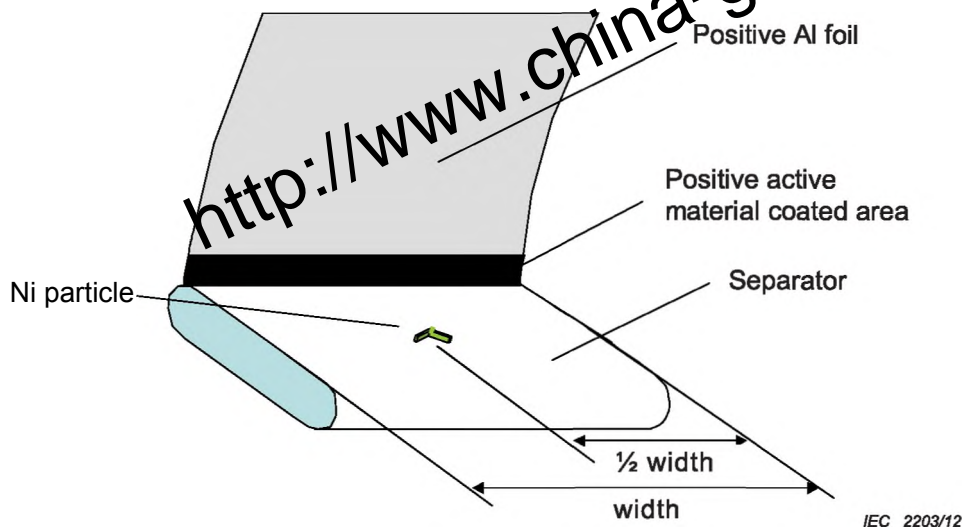 http://www.china-g
Positive Al foil
Positive active
material coated area
Separator
Ni particle
½ width
width
IEC 2203/12